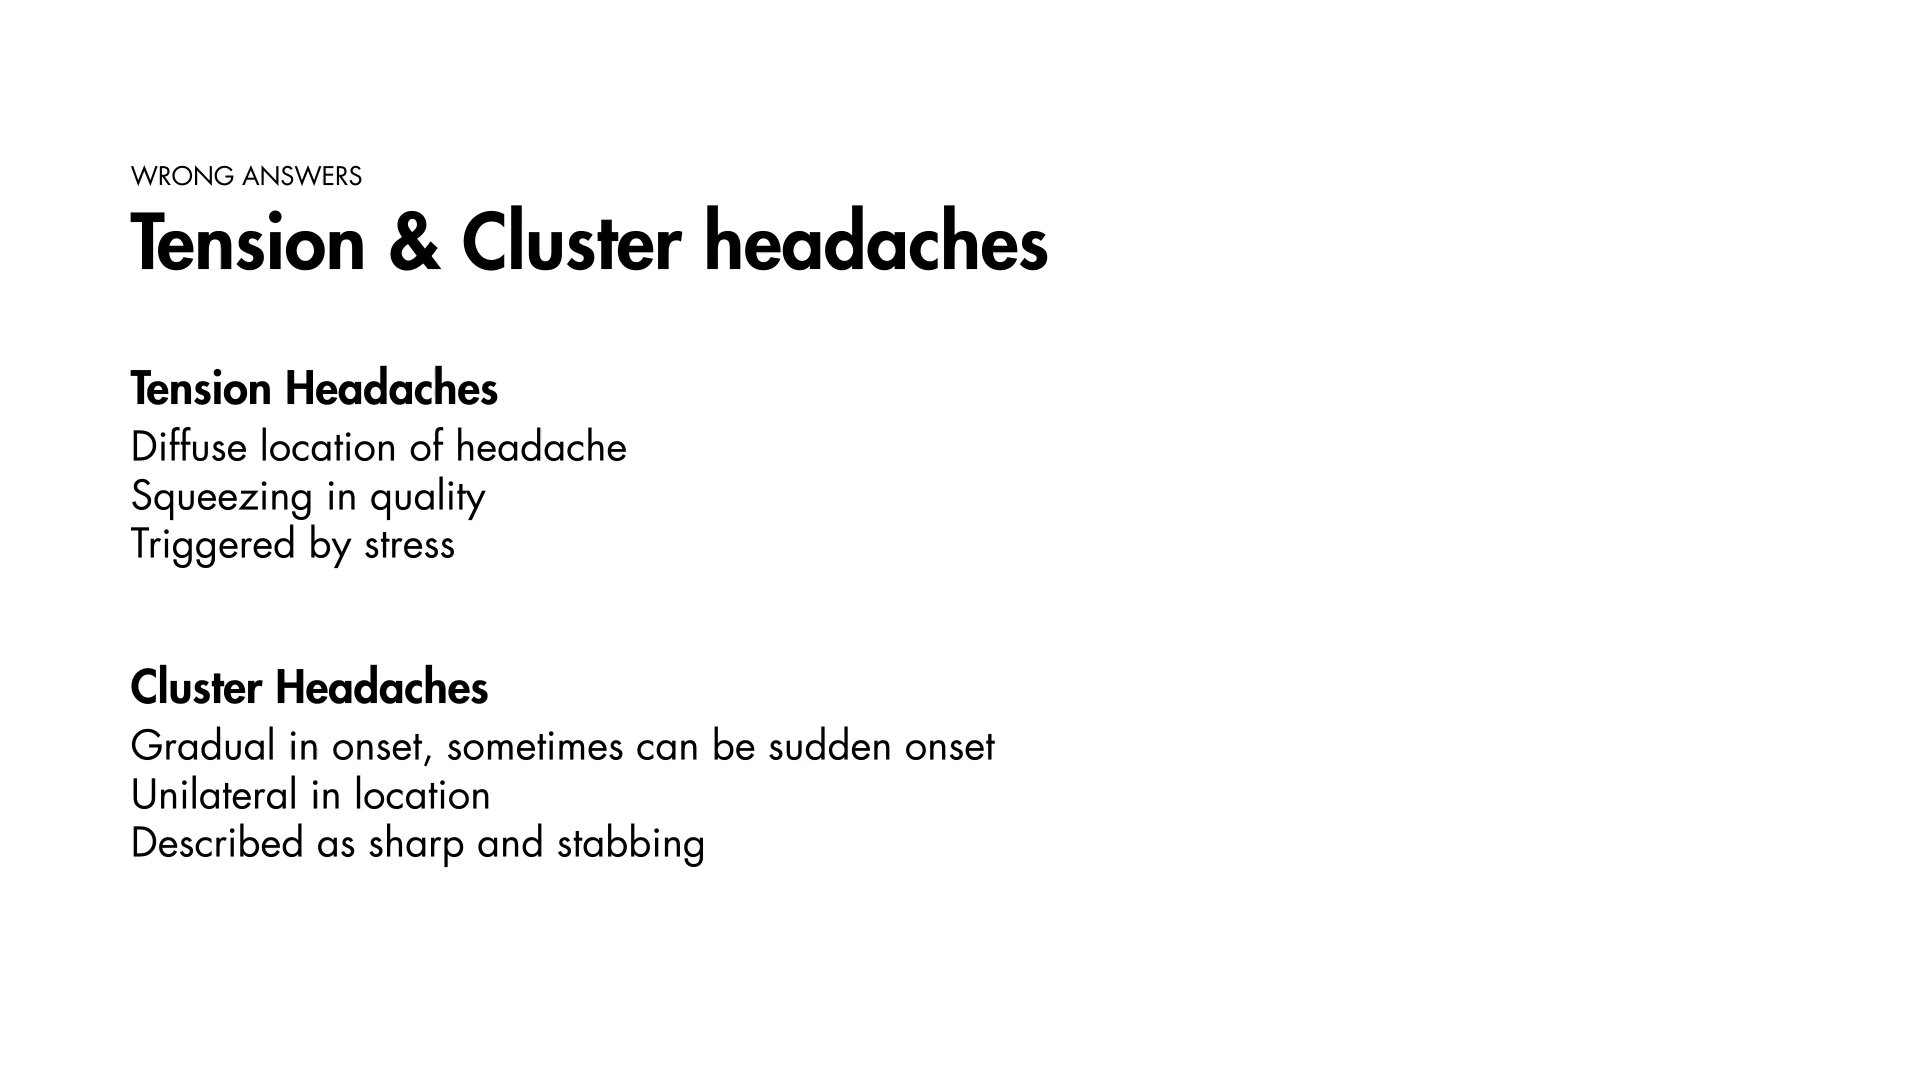 WRONG ANSWERS
Tension & Cluster headaches
Tension Headaches
Diffuse location of headache
Squeezing in quality
Triggered by stress
Cluster Headaches
Gradual in onset, sometimes can be sudden onset
Unilateral in location
Described as sharp and stabbing